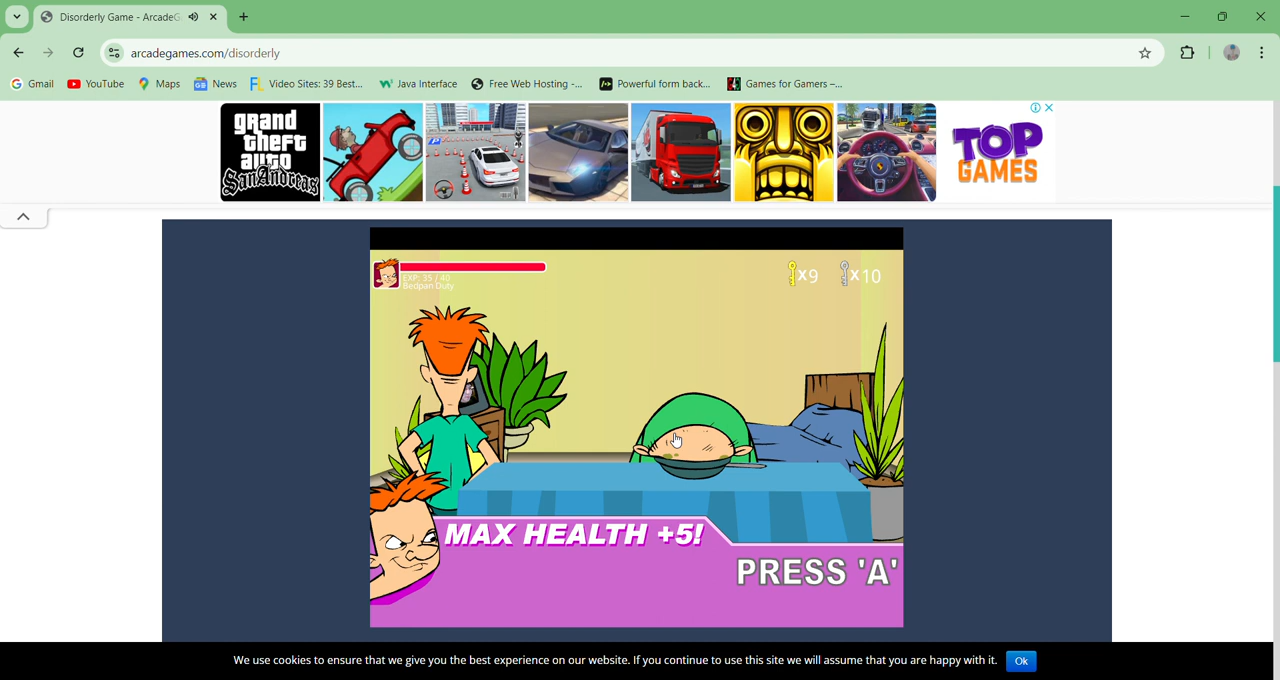 Disorderly Game - ArcadeG
arcadegames.com/disorderly
Gmail
YouTube
Maps
News
Video Sites: 39 Best...
Java Interface
Free Web Hosting -...
Powerful form back...
Games for Gamers –...
grand
theft
auto
San Andreas
TOP
GAMES
EXP: 35 / 40
Bedpan Duty
x9
x10
MAX HEALTH +5!
PRESS 'A'
We use cookies to ensure that we give you the best experience on our website. If you continue to use this site we will assume that you are happy with it.
Ok